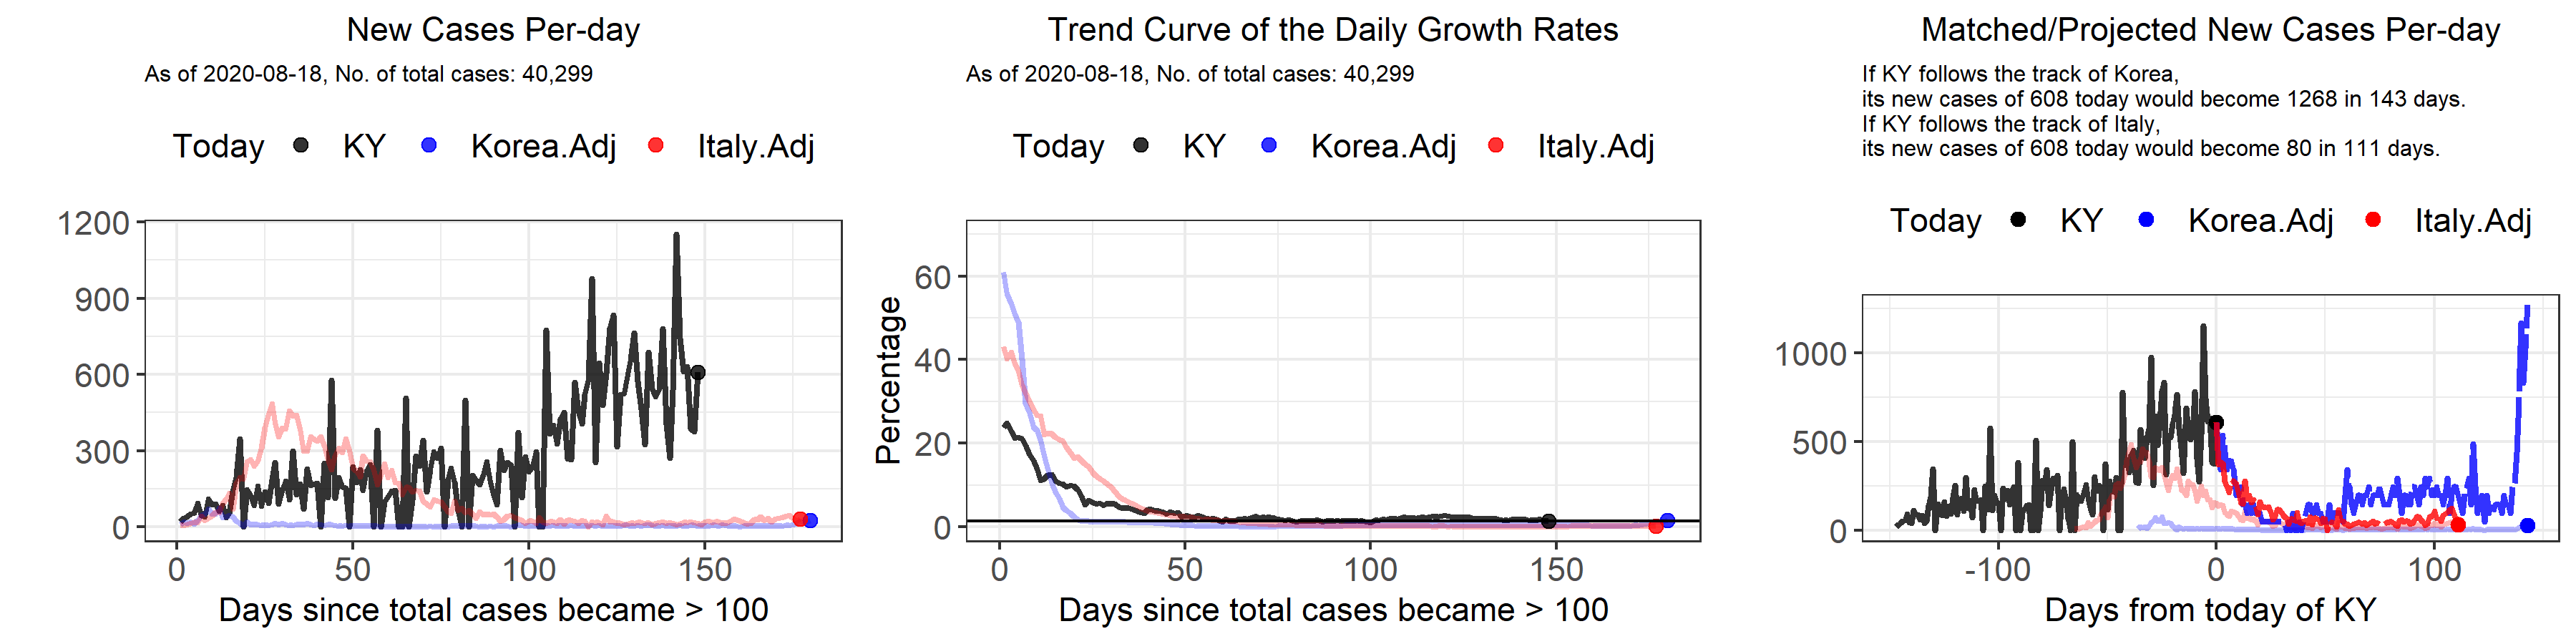 New Cases Per-day
As of 2020-08-18, No. of total cases: 40,299
Today KY Korea.Adj Italy.Adj
1200
900
600
300
0
0 50 100 150
Days since total cases became > 100
Trend Curve of the Daily Growth Rates
As of 2020-08-18, No. of total cases: 40,299
Today KY Korea.Adj Italy.Adj
Percentage
60
40
20
0
0 50 100 150
Days since total cases became > 100
Matched/Projected New Cases Per-day
If KY follows the track of Korea,
its new cases of 608 today would become 1268 in 143 days.
If KY follows the track of Italy,
its new cases of 608 today would become 80 in 111 days.
Today KY Korea.Adj Italy.Adj
1000
500
0
-100 0 100
Days from today of KY